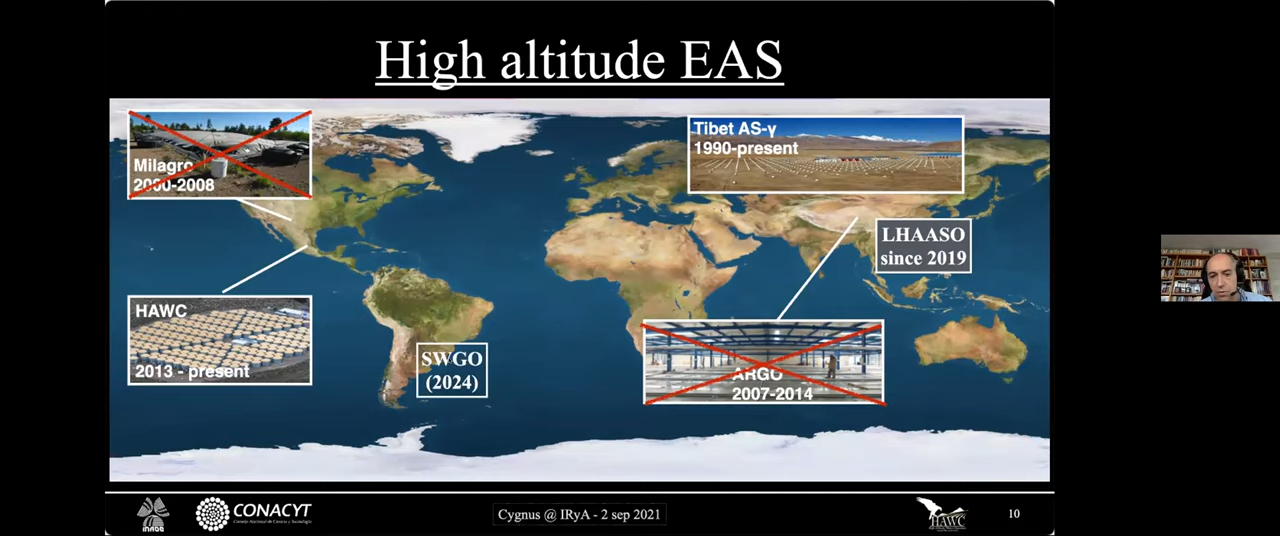 High altitude EAS
Milagro
2000-2008
Tibet AS-γ
1990-present
LHAASO
since 2019
HAWC
2013 - present
SWGO
(2024)
ARGO
2007-2014
INAOE
CONACYT
Consejo Nacional de Ciencia y Tecnología
Cygnus @ IRyA - 2 sep 2021
HAWC
10